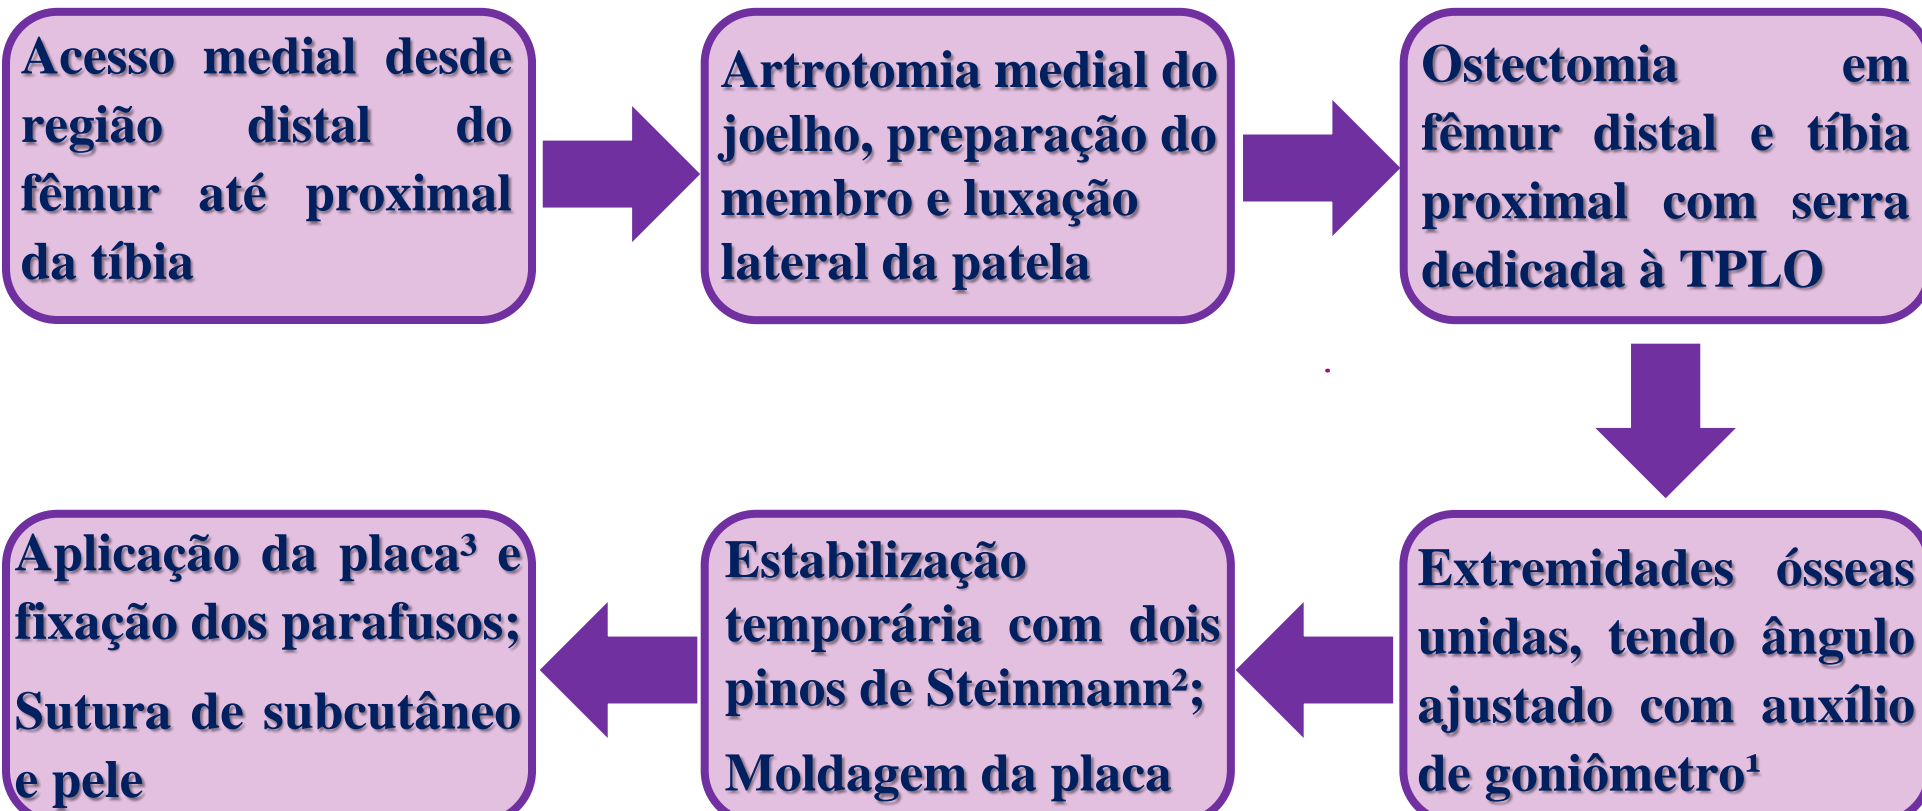 Acesso medial desde
região distal do
fêmur até proximal
da tíbia
Artrotomia medial do
joelho, preparação do
membro e luxação
lateral da patela
Ostectomia em
fêmur distal e tíbia
proximal com serra
dedicada à TPLO
Extremidades ósseas
unidas, tendo ângulo
ajustado com auxílio
de goniômetro¹
Estabilização
temporária com dois
pinos de Steinmann²;
Moldagem da placa
Aplicação da placa³ e
fixação dos parafusos;
Sutura de subcutâneo
e pele